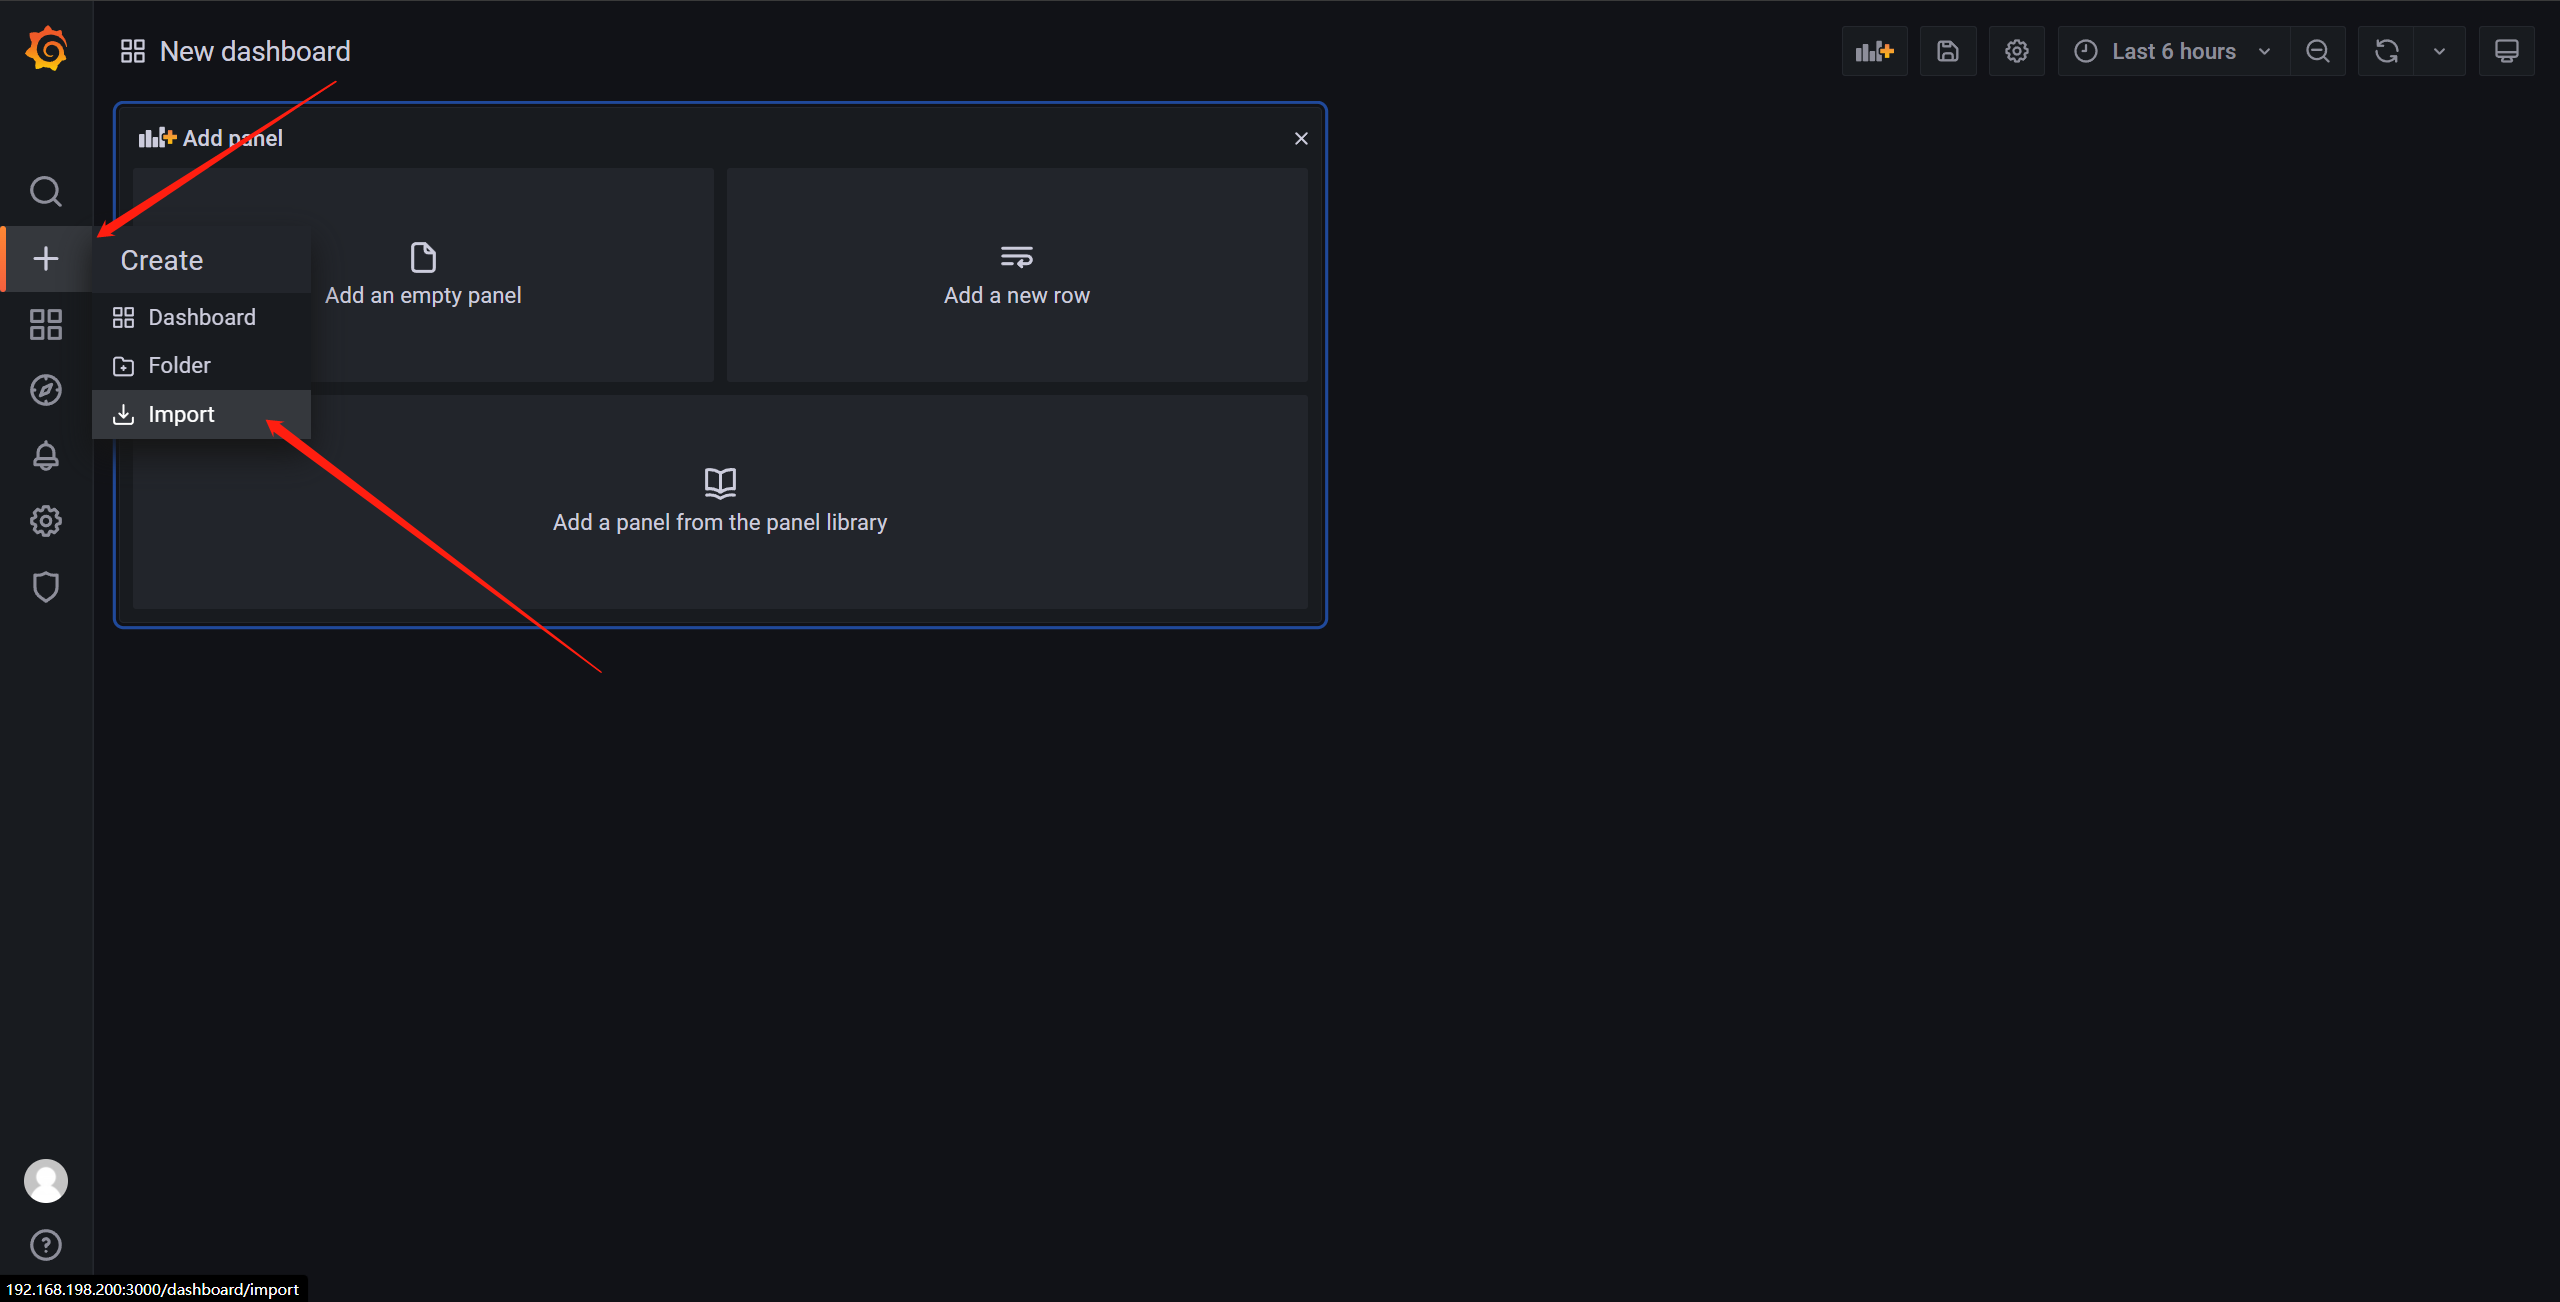 New dashboard
Last 6 hours
Add panel
Create
Dashboard
Folder
Import
Add an empty panel
Add a new row
Add a panel from the panel library
192.168.198.200:3000/dashboard/import